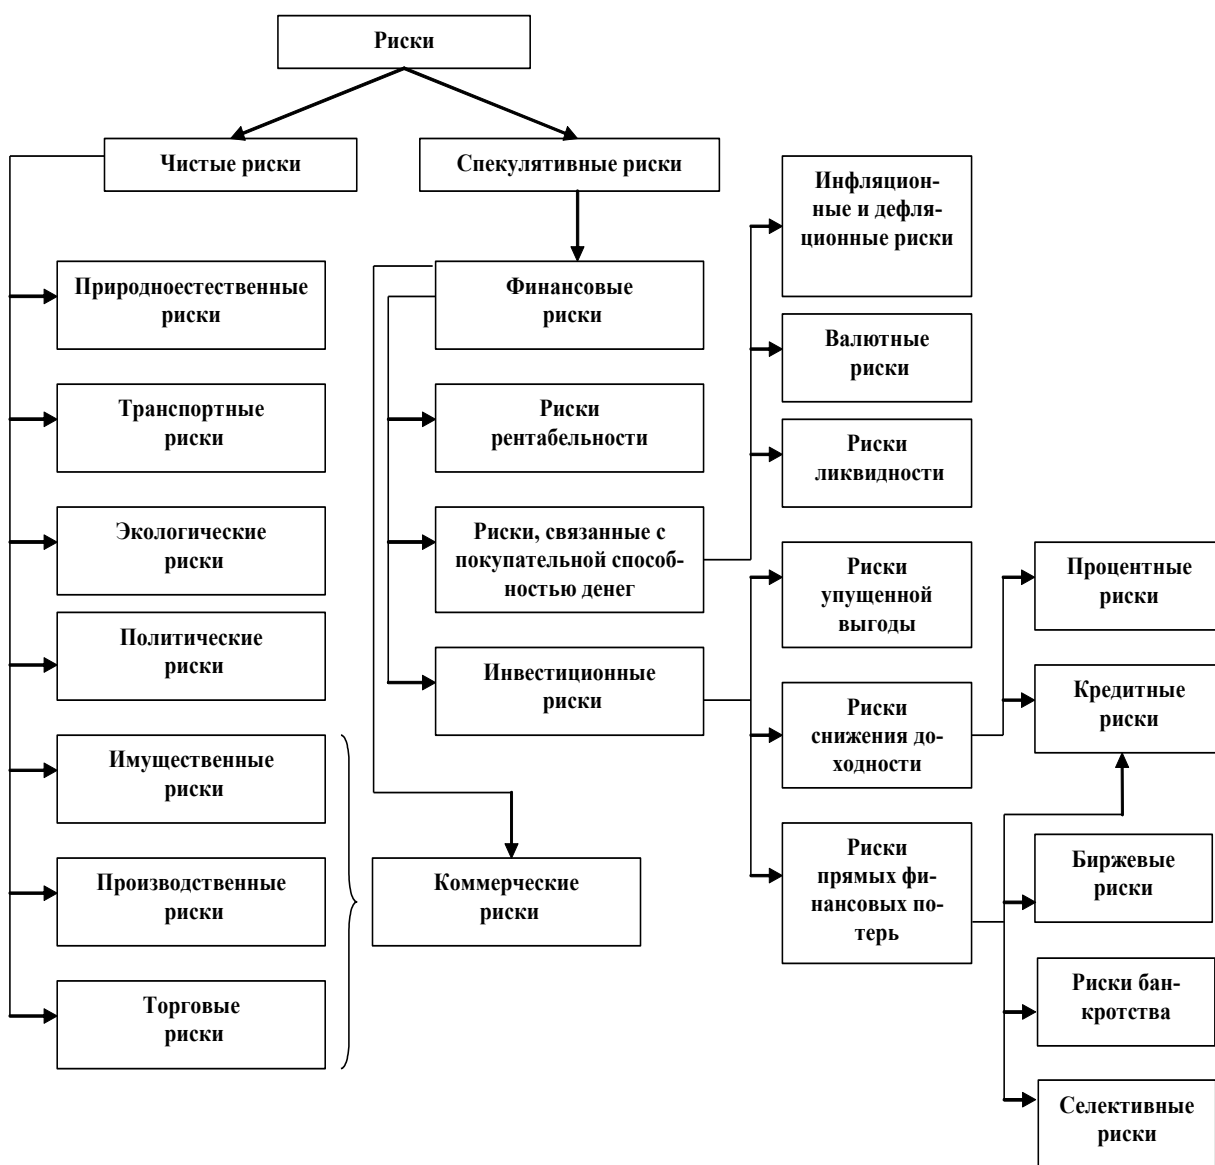 Риски
Чистые риски
Спекулятивные риски
Природноестественные
риски
Транспортные
риски
Экологические
риски
Политические
риски
Имущественные
риски
Производственные
риски
Торговые
риски
Финансовые
риски
Риски
рентабельности
Риски, связанные с
покупательной способ-
ностью денег
Инвестиционные
риски
Коммерческие
риски
Инфляцион-
ные и дефля-
ционные риски
Валютные
риски
Риски
ликвидности
Риски
упущенной
выгоды
Риски
снижения до-
ходности
Риски
прямых фи-
нансовых по-
терь
Процентные
риски
Кредитные
риски
Биржевые
риски
Риски бан-
кротства
Селективные
риски